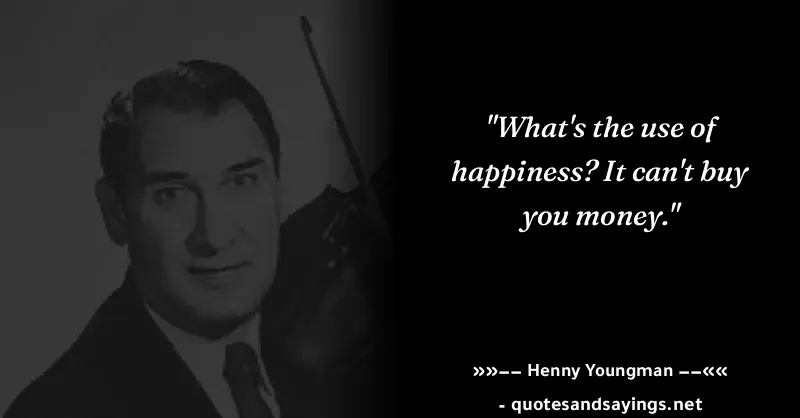 "What's the use of
happiness? It can't buy
you money."
»»−− Henny Youngman −−««
- quotesandsayings.net